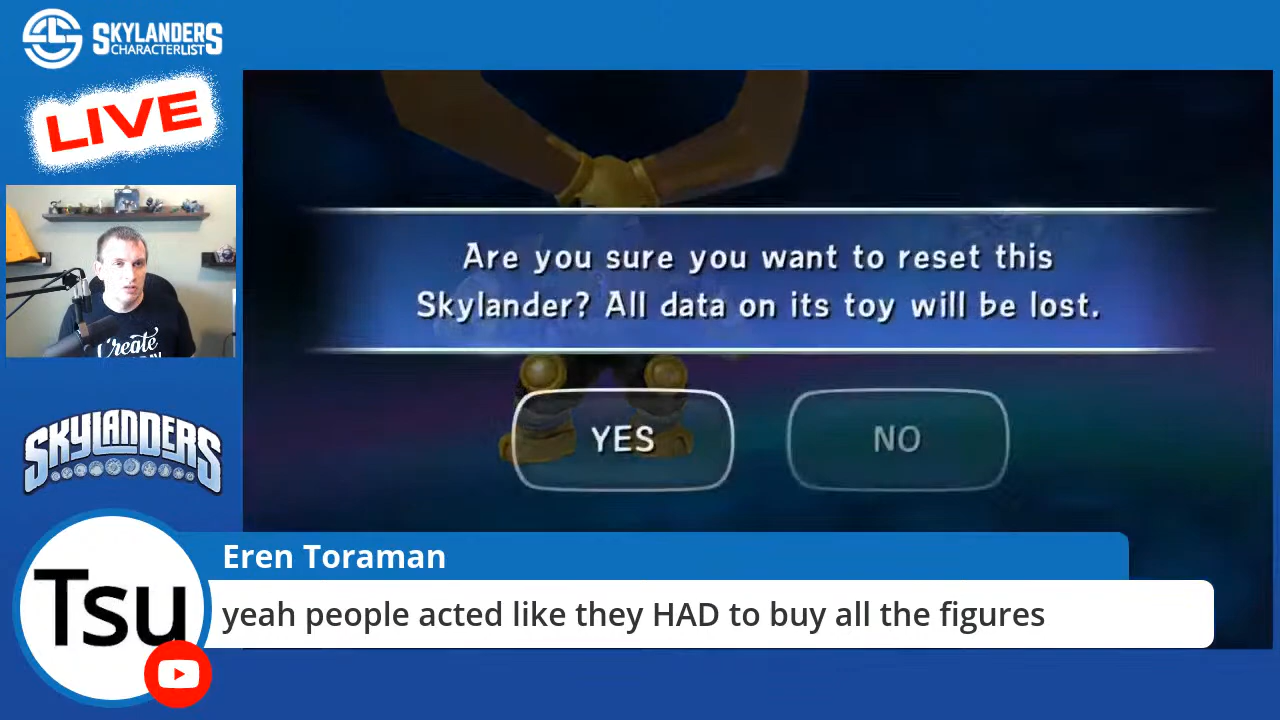 SKYLANDERS
CHARACTERLIST
LIVE
Create
Are you sure you want to reset this
Skylander? All data on its toy will be lost.
YES
NO
SKYLANDERS
Eren Toraman
Tsu
yeah people acted like they HAD to buy all the figures